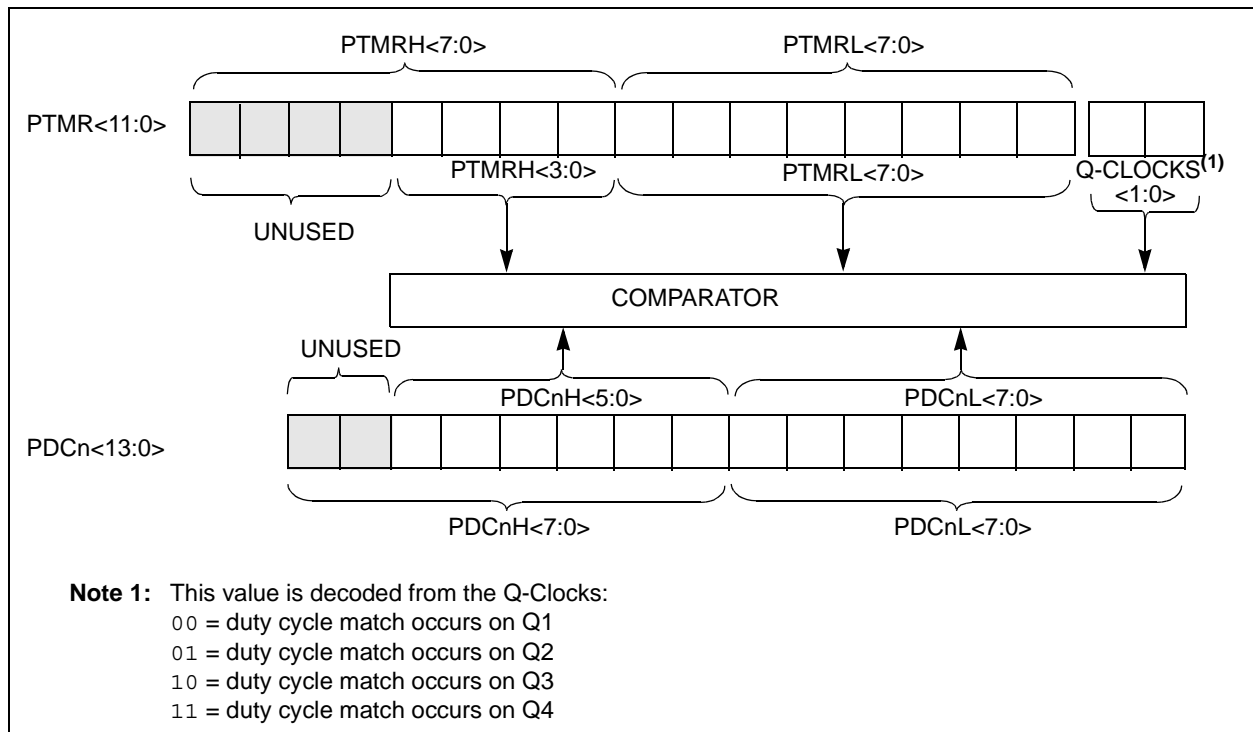 PTMRH<7:0> PTMRL<7:0>
PTMR<11:0>
PTMRH<3:0> PTMRL<7:0> Q-CLOCKS(1)
<1:0>
UNUSED
COMPARATOR
UNUSED
PDCnH<5:0> PDCnL<7:0>
PDCn<13:0>
PDCnH<7:0> PDCnL<7:0>
Note 1: This value is decoded from the Q-Clocks:
00 = duty cycle match occurs on Q1
01 = duty cycle match occurs on Q2
10 = duty cycle match occurs on Q3
11 = duty cycle match occurs on Q4